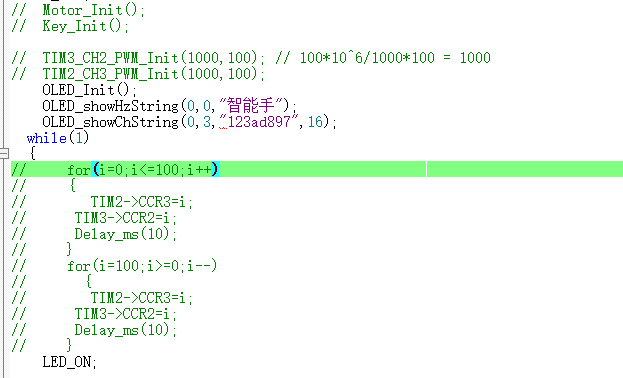 //  Motor_Init();
//  Key_Init();
//  TIM3_CH2_PWM_Init(1000,100); // 100*10^6/1000*100 = 1000
//  TIM2_CH3_PWM_Init(1000,100);
OLED_Init();
OLED_showHzString(0,0,"智能手");
OLED_showChString(0,3,"123ad897",16);
while(1)
{
//     for(i=0;i<=100;i++)
//     {
//        TIM2->CCR3=i;
//      TIM3->CCR2=i;
//      Delay_ms(10);
//     }
//     for(i=100;i>=0;i--)
//       {
//        TIM2->CCR3=i;
//      TIM3->CCR2=i;
//      Delay_ms(10);
//     }
LED_ON;